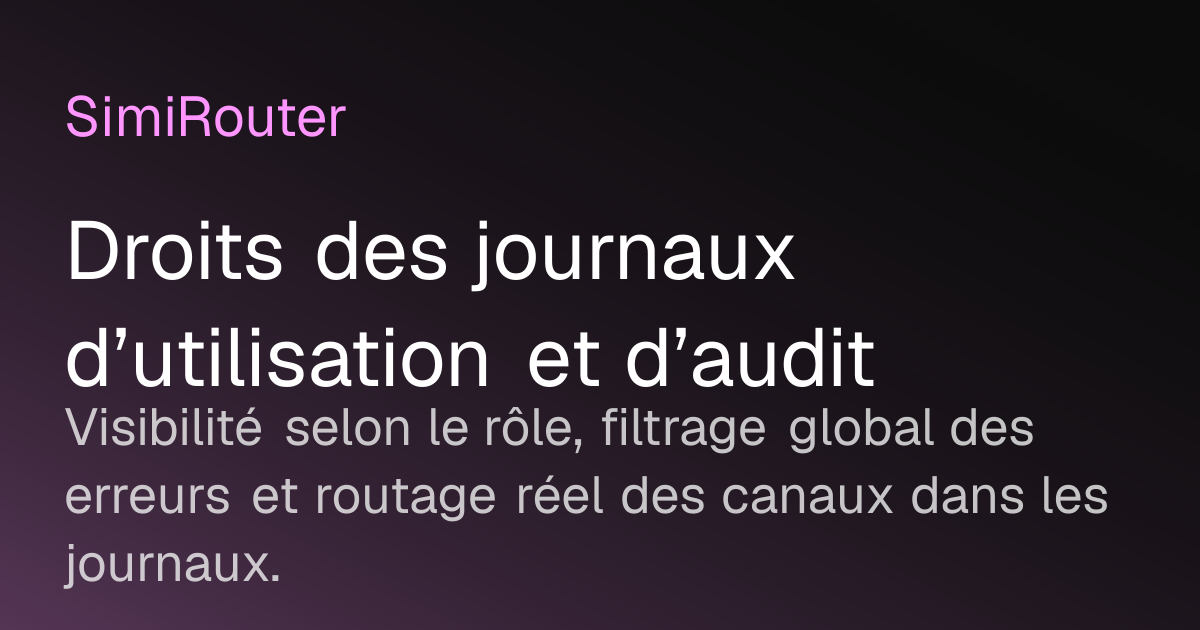 SimiRouter
Droits des journaux
d’utilisation et d’audit
Visibilité selon le rôle, filtrage global des
erreurs et routage réel des canaux dans les
journaux.